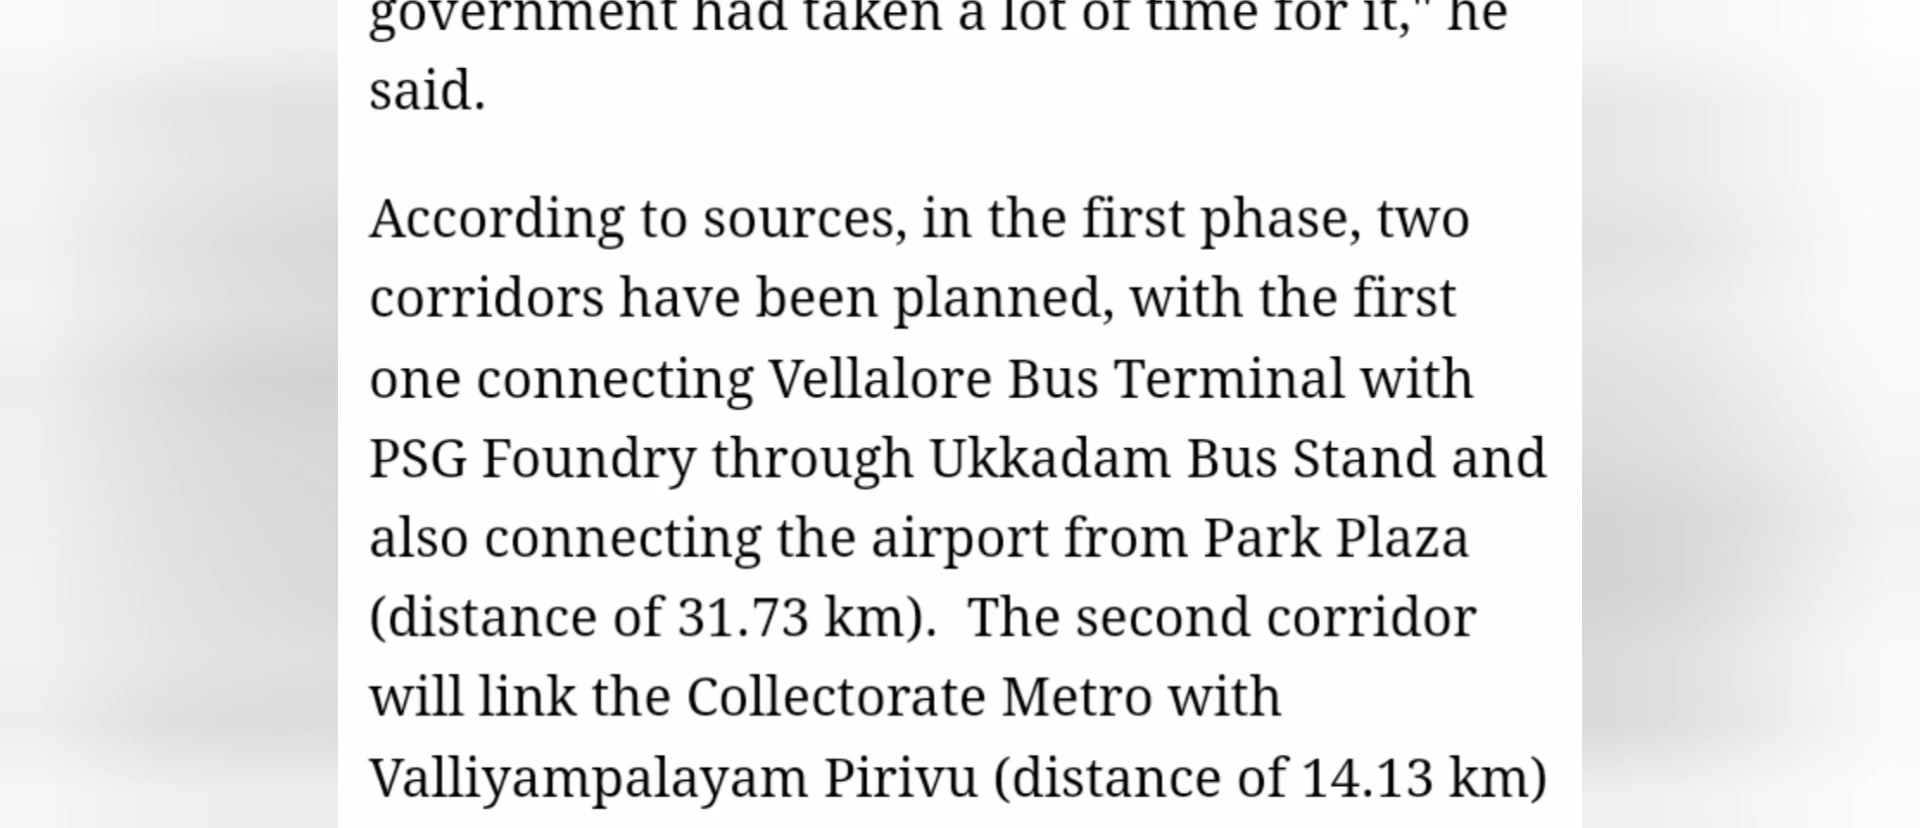 government had taken a lot of time for it," he
said.
According to sources, in the first phase, two
corridors have been planned, with the first
one connecting Vellalore Bus Terminal with
PSG Foundry through Ukkadam Bus Stand and
also connecting the airport from Park Plaza
(distance of 31.73 km).  The second corridor
will link the Collectorate Metro with
Valliyampalayam Pirivu (distance of 14.13 km)